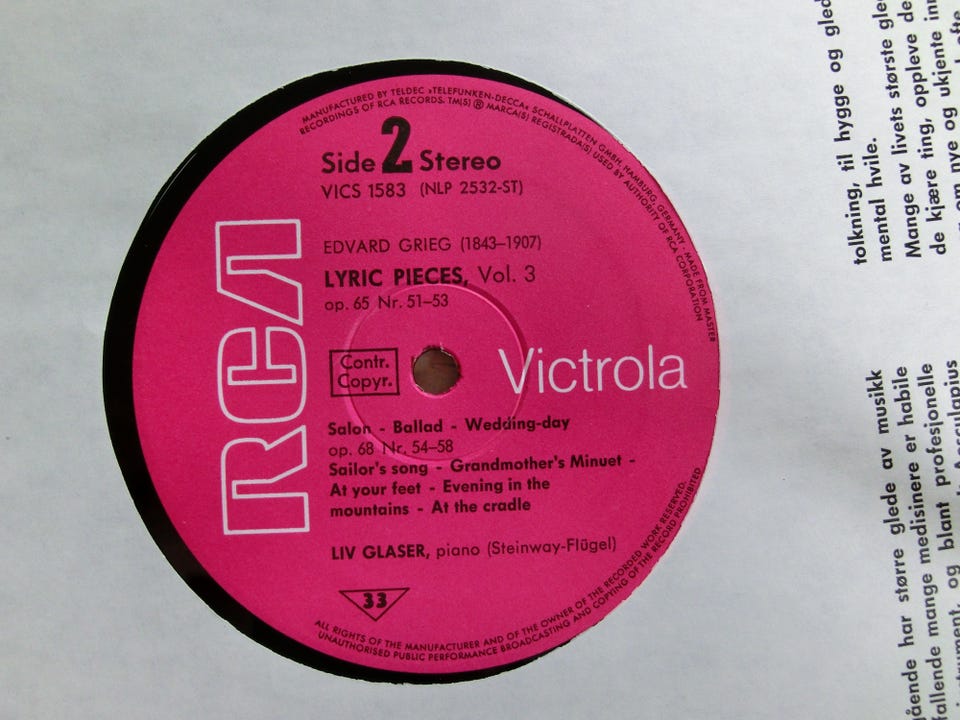 MANUFACTURED BY TELDEC »TELEFUNKEN-DECCA« SCHALLPLATTEN GMBH, HAMBURG, GERMANY · MADE FROM MASTER
RECORDINGS OF RCA RECORDS. TM(S) ® MARCA(S) REGISTRADA(S) USED BY AUTHORITY OF RCA CORPORATION
Side 2 Stereo
VICS 1583 (NLP 2532-ST)
EDVARD GRIEG (1843–1907)
LYRIC PIECES, Vol. 3
op. 65 Nr. 51–53
Contr.
Copyr.
RCA
Victrola
Salon - Ballad - Wedding-day
op. 68 Nr. 54–58
Sailor's song - Grandmother's Minuet -
At your feet - Evening in the
mountains - At the cradle
LIV GLASER, piano (Steinway-Flügel)
33
ALL RIGHTS OF THE MANUFACTURER AND OF THE OWNER OF THE RECORDED WORK RESERVED.
UNAUTHORISED PUBLIC PERFORMANCE BROADCASTING AND COPYING OF THE RECORD PROHIBITED
tolkning, til hygge og
mental hvile.
Mange av livets største
de kjære ting, oppleve
om nye og ukjente
har større glede av musikk
mange medisinere er habile
og blant profesjonelle